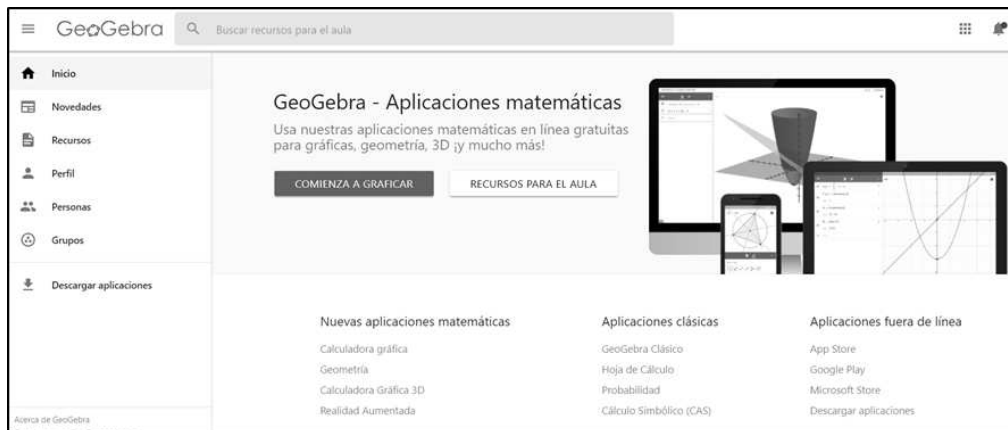 GeoGebra
Buscar recursos para el aula
Inicio
Novedades
Recursos
Perfil
Personas
Grupos
Descargar aplicaciones
Acerca de GeoGebra
GeoGebra - Aplicaciones matemáticas
Usa nuestras aplicaciones matemáticas en línea gratuitas
para gráficas, geometría, 3D ¡y mucho más!
COMIENZA A GRAFICAR
RECURSOS PARA EL AULA
Nuevas aplicaciones matemáticas
Calculadora gráfica
Geometría
Calculadora Gráfica 3D
Realidad Aumentada
Aplicaciones clásicas
GeoGebra Clásico
Hoja de Cálculo
Probabilidad
Cálculo Simbólico (CAS)
Aplicaciones fuera de línea
App Store
Google Play
Microsoft Store
Descargar aplicaciones